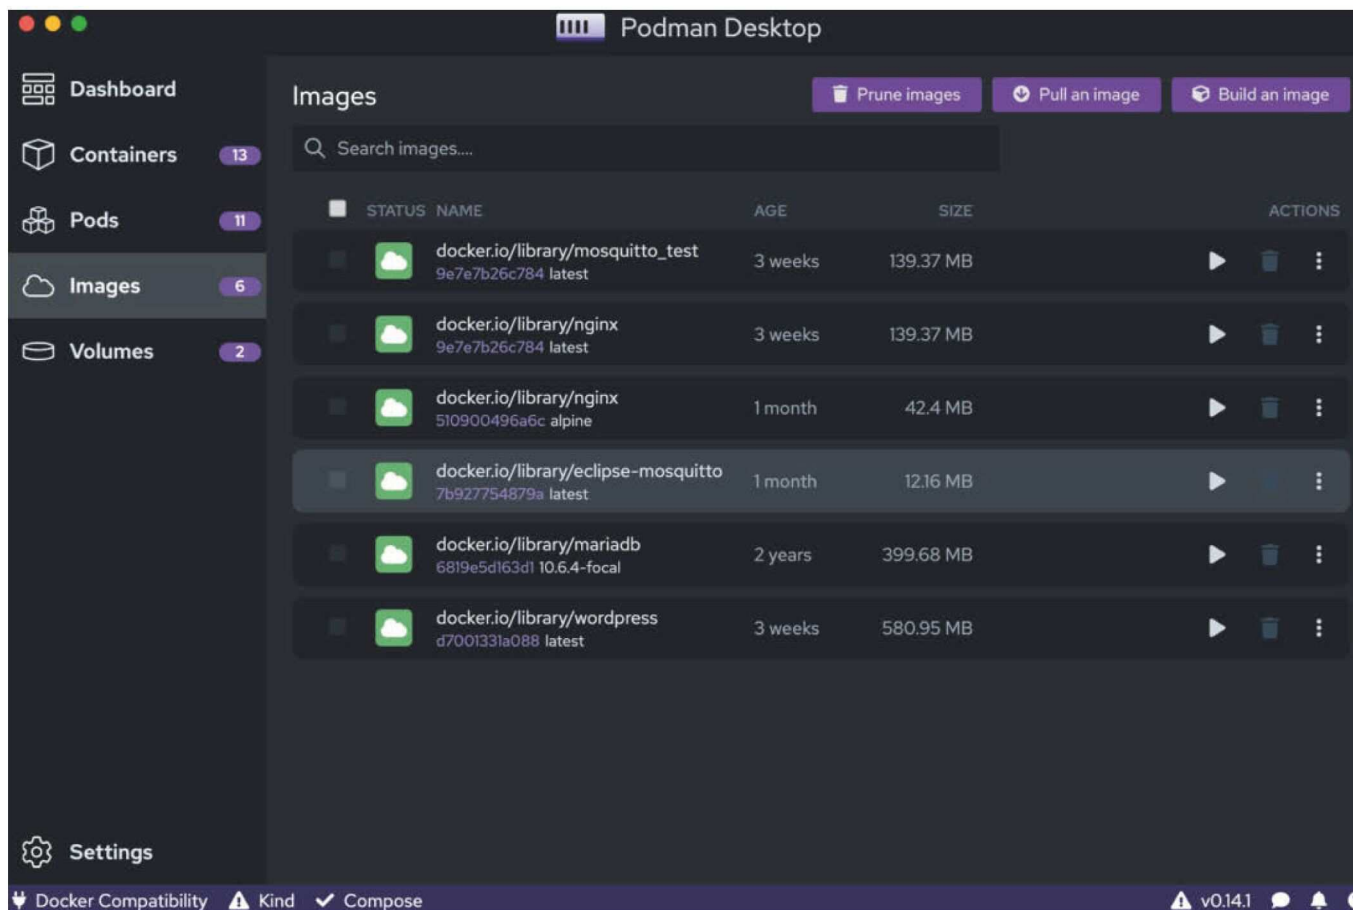 Podman Desktop
Dashboard
Containers 13
Pods 11
Images 6
Volumes 2
Settings
Images
Prune images
Pull an image
Build an image
Search images....
STATUS NAME AGE SIZE ACTIONS
docker.io/library/mosquitto_test
9e7e7b26c784 latest
3 weeks 139.37 MB
docker.io/library/nginx
9e7e7b26c784 latest
3 weeks 139.37 MB
docker.io/library/nginx
510900496a6c alpine
1 month 42.4 MB
docker.io/library/eclipse-mosquitto
7b927754879a latest
1 month 12.16 MB
docker.io/library/mariadb
6819e5d163d1 10.6.4-focal
2 years 399.68 MB
docker.io/library/wordpress
d7001331a088 latest
3 weeks 580.95 MB
Docker Compatibility Kind Compose v0.14.1